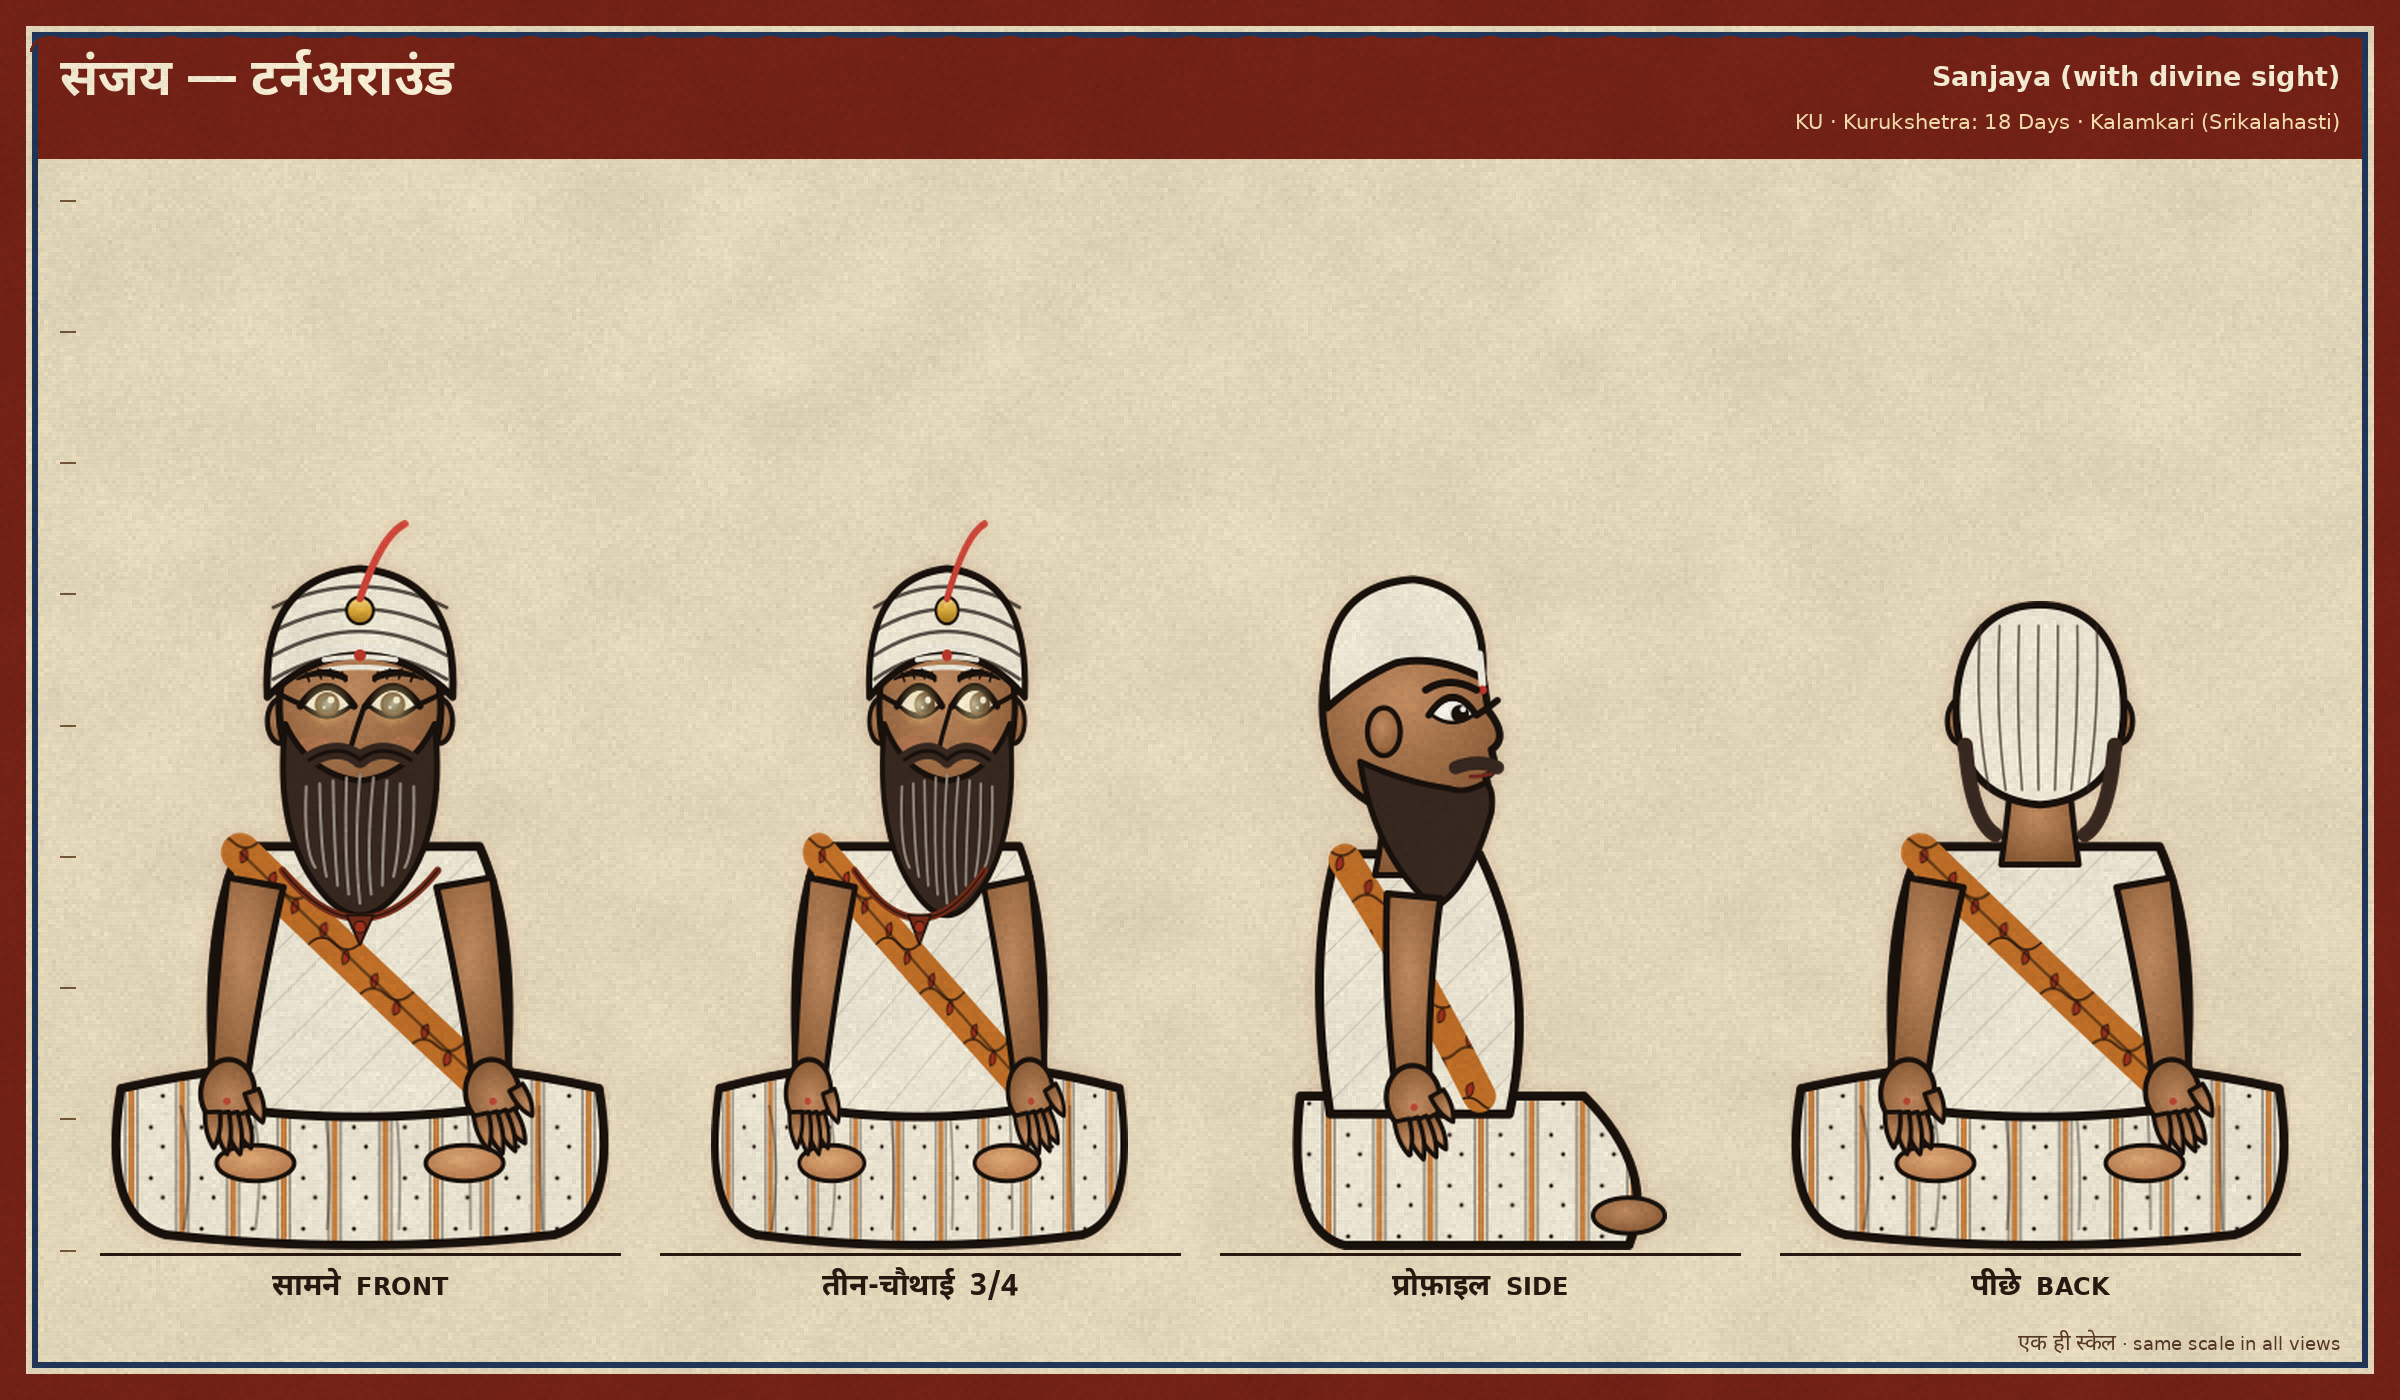 संजय — टर्नअराउंड
Sanjaya (with divine sight)
KU · Kurukshetra: 18 Days · Kalamkari (Srikalahasti)
सामने FRONT
तीन-चौथाई 3/4
प्रोफ़ाइल SIDE
पीछे BACK
एक ही स्केल · same scale in all views